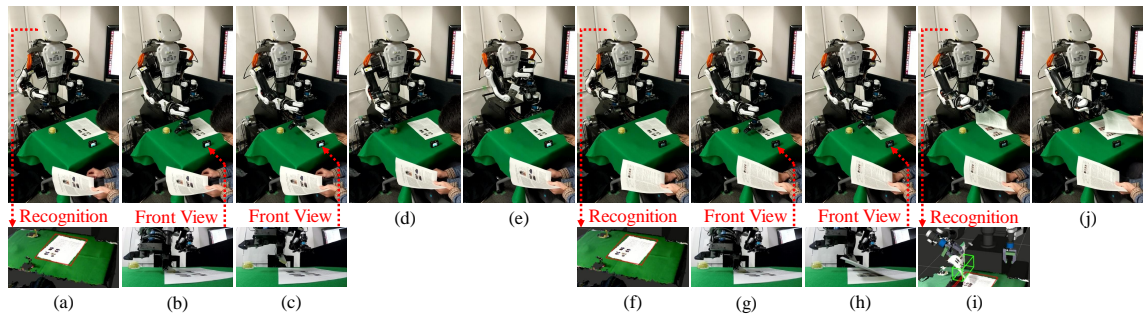 (d)
(e)
(j)
Recognition
Front View
Front View
Recognition
Front View
Front View
Recognition
(a)
(b)
(c)
(f)
(g)
(h)
(i)